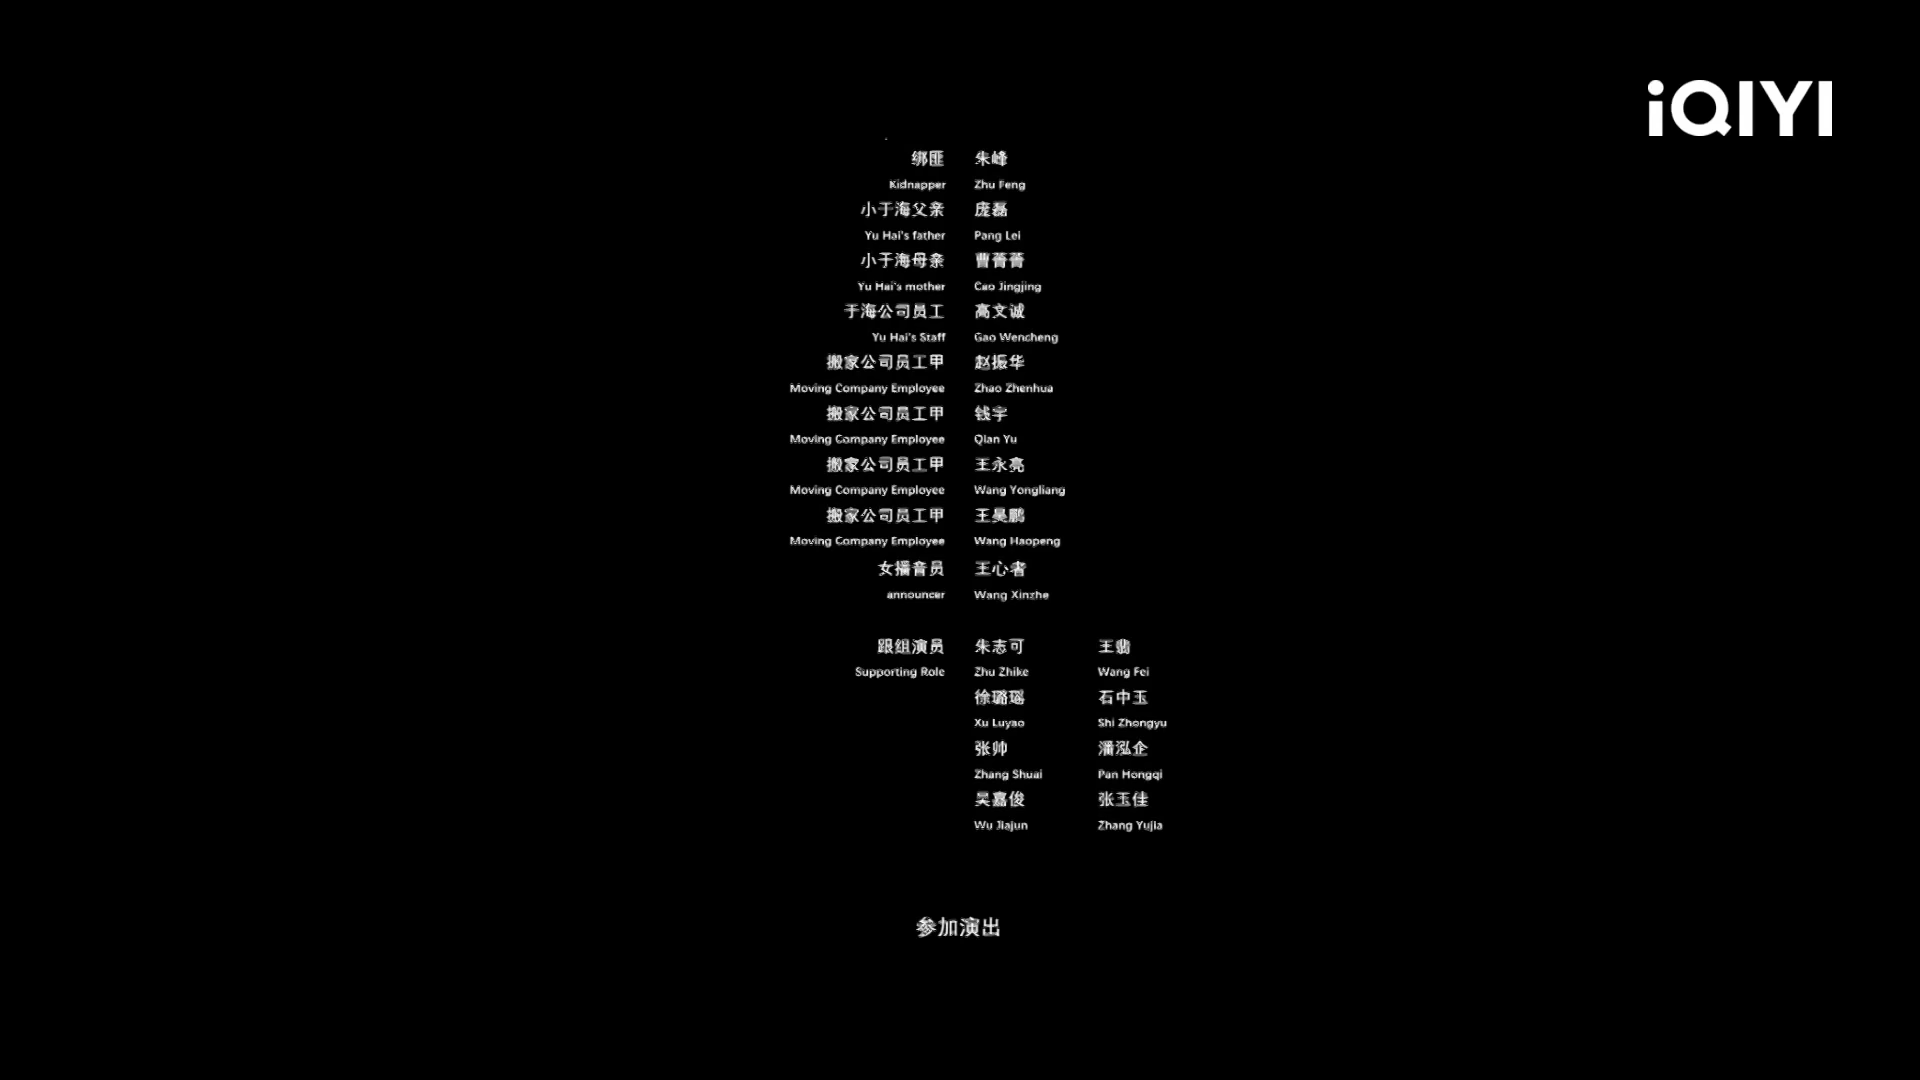 iQIYI
绑匪 朱峰
Kidnapper Zhu Feng
小于海父亲 庞磊
Yu Hai's father Pang Lei
小于海母亲 曹菁菁
Yu Hai's mother Cao Jingjing
于海公司员工 高文诚
Yu Hai's Staff Gao Wencheng
搬家公司员工甲 赵振华
Moving Company Employee Zhao Zhenhua
搬家公司员工甲 钱宇
Moving Company Employee Qian Yu
搬家公司员工甲 王永亮
Moving Company Employee Wang Yongliang
搬家公司员工甲 王昊鹏
Moving Company Employee Wang Haopeng
女播音员 王心者
announcer Wang Xinzhe
跟组演员 朱志可 王翡
Supporting Role Zhu Zhike Wang Fei
徐璐瑶 石中玉
Xu Luyao Shi Zhongyu
张帅 潘泓企
Zhang Shuai Pan Hongqi
吴嘉俊 张玉佳
Wu Jiajun Zhang Yujia
参加演出